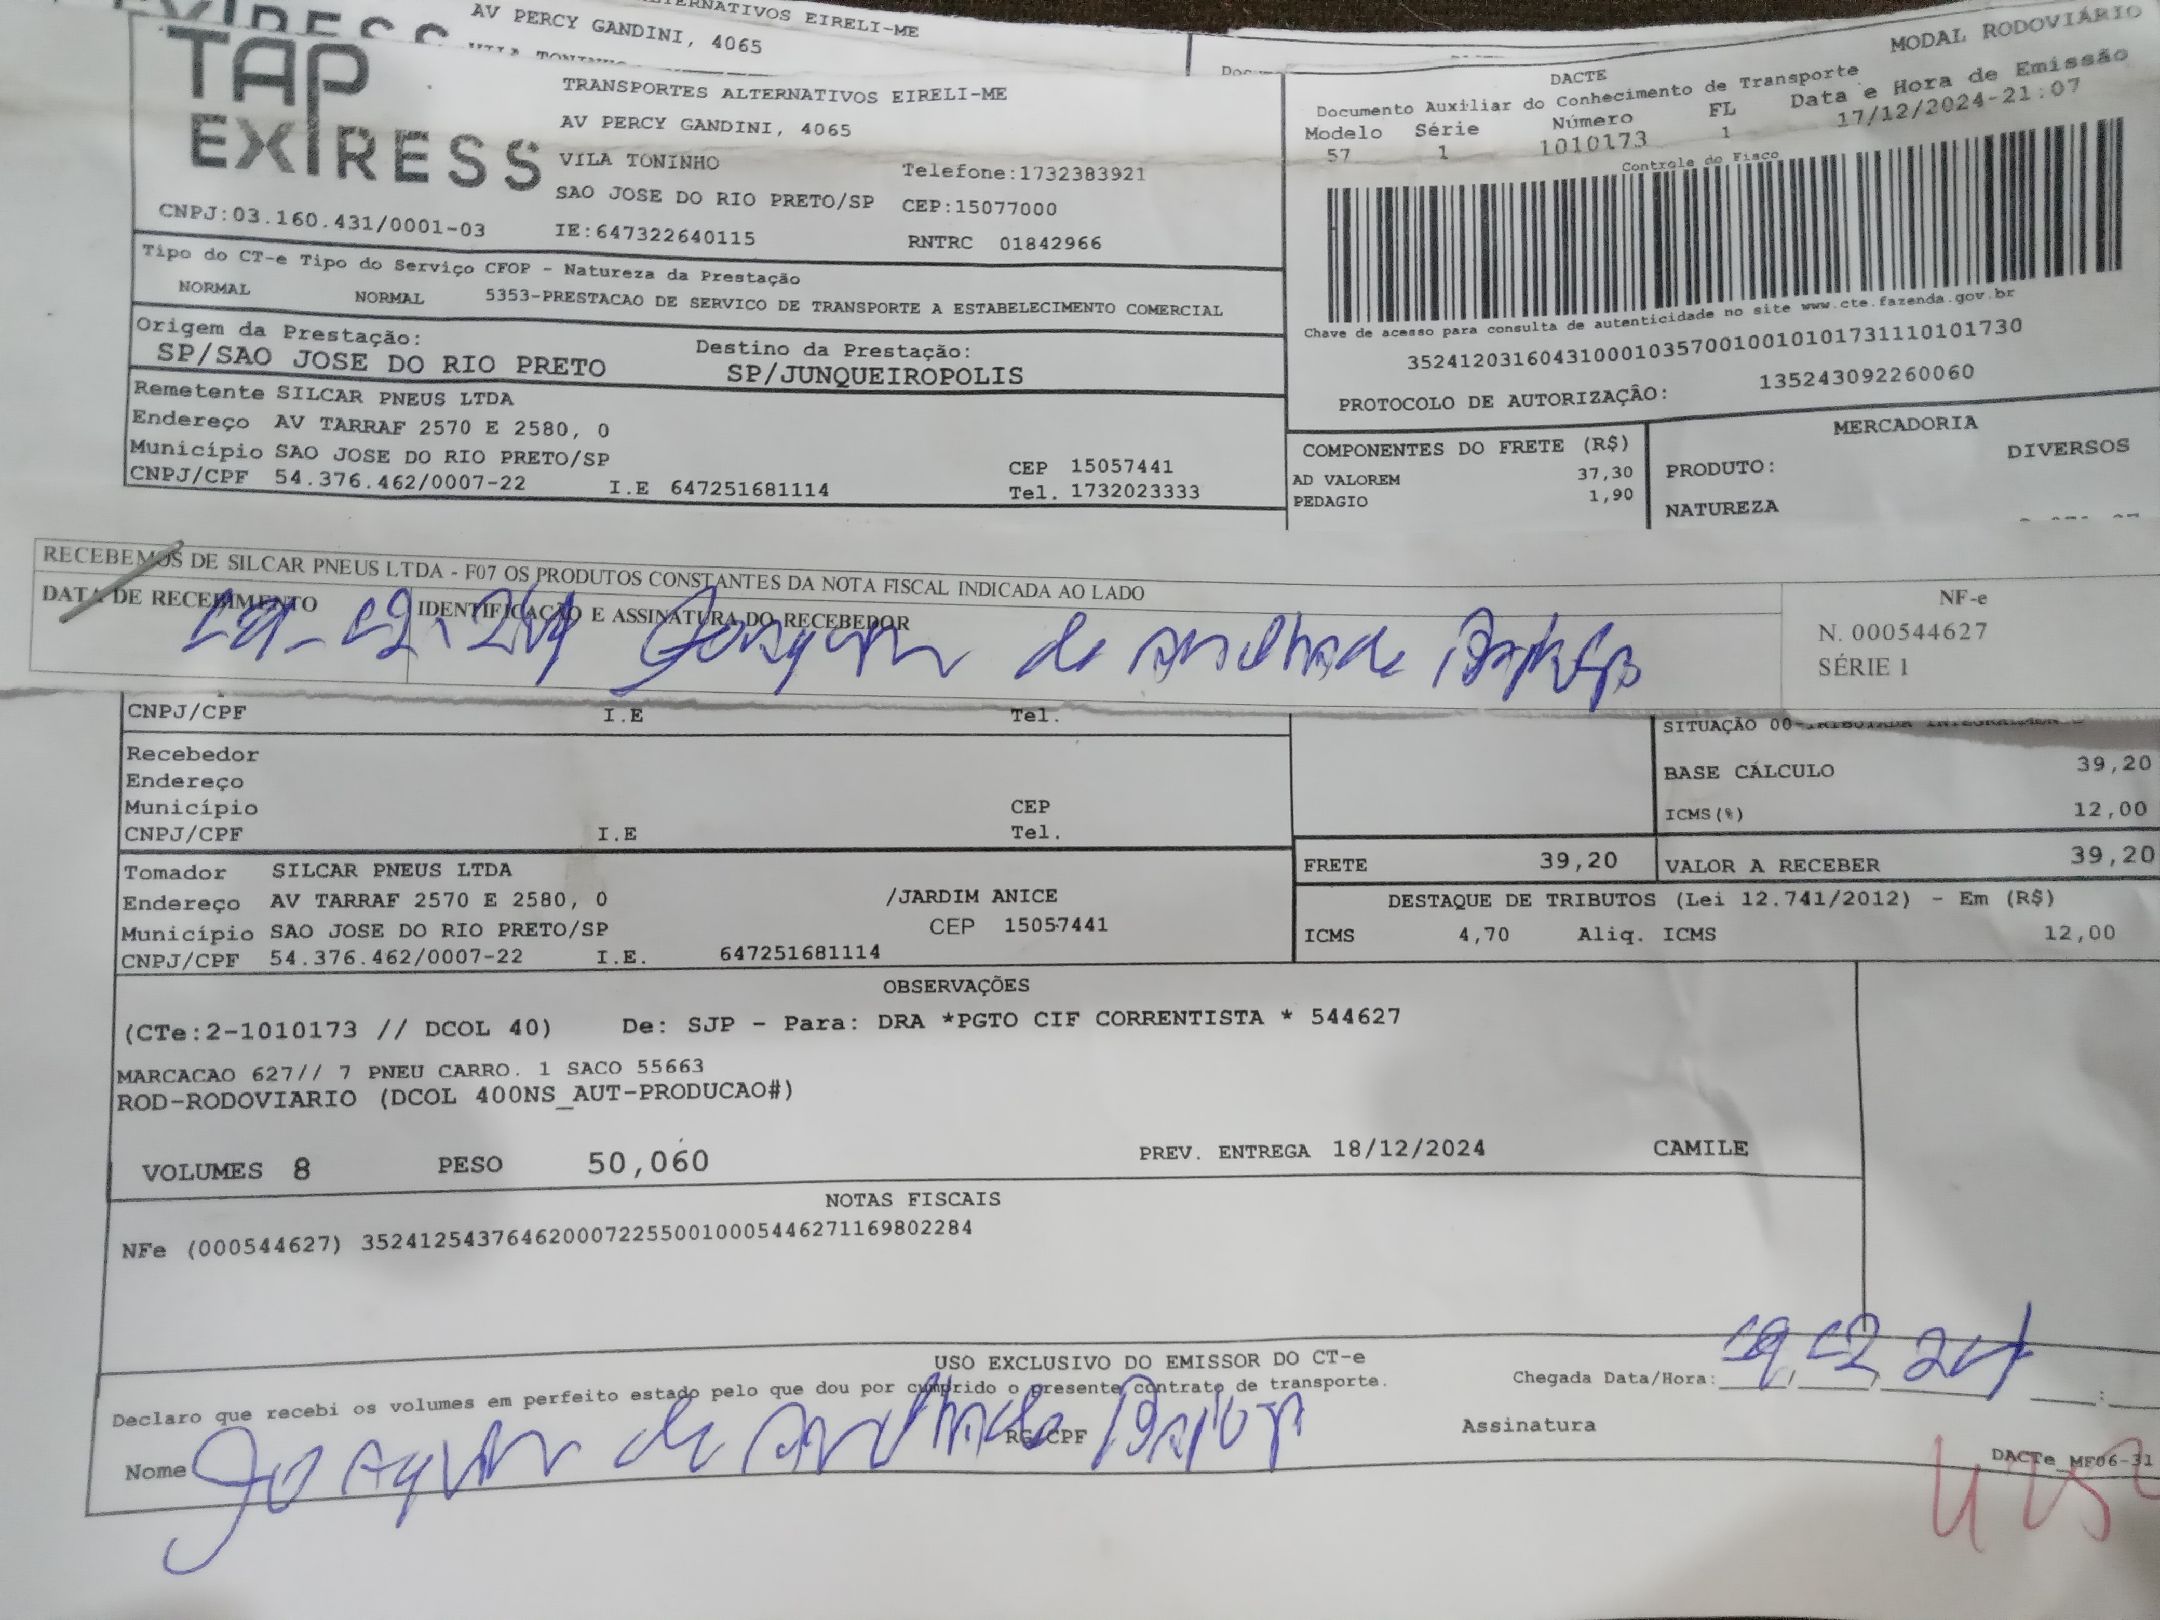 AV PERCY GANDINI, 4065
EIRELI-ME
TAP EXPRESS
TRANSPORTES ALTERNATIVOS EIRELI-ME
AV PERCY GANDINI, 4065
VILA TONINHO
Telefone:1732383921
SAO JOSE DO RIO PRETO/SP CEP:15077000
CNPJ:03.160.431/0001-03 IE:647322640115 RNTRC 01842966
MODAL RODOVIÁRIO
DACTE
Documento Auxiliar do Conhecimento de Transporte
Modelo Série Número FL Data e Hora de Emissão
57 1 1010173 1 17/12/2024-21:07
Controle do Fisco
Chave de acesso para consulta de autenticidade no site www.cte.fazenda.gov.br
35241203160431000103570010010101731110101730
PROTOCOLO DE AUTORIZAÇÃO: 135243092260060
Tipo do CT-e Tipo do Serviço CFOP - Natureza da Prestação
NORMAL NORMAL 5353-PRESTACAO DE SERVICO DE TRANSPORTE A ESTABELECIMENTO COMERCIAL
Origem da Prestação: Destino da Prestação:
SP/SAO JOSE DO RIO PRETO SP/JUNQUEIROPOLIS
Remetente SILCAR PNEUS LTDA
Endereço AV TARRAF 2570 E 2580, 0
Município SAO JOSE DO RIO PRETO/SP CEP 15057441
CNPJ/CPF 54.376.462/0007-22 I.E 647251681114 Tel. 1732023333
COMPONENTES DO FRETE (R$) MERCADORIA
AD VALOREM 37,30 PRODUTO: DIVERSOS
PEDAGIO 1,90 NATUREZA
RECEBEMOS DE SILCAR PNEUS LTDA - F07 OS PRODUTOS CONSTANTES DA NOTA FISCAL INDICADA AO LADO
DATA DE RECEBIMENTO IDENTIFICAÇÃO E ASSINATURA DO RECEBEDOR
Joaquim de
NF-e
N. 000544627
SÉRIE 1
CNPJ/CPF I.E Tel.
SITUAÇÃO 00-TRIBUTADA
Recebedor
Endereço
Município CEP
CNPJ/CPF I.E Tel.
BASE CÁLCULO 39,20
ICMS(%) 12,00
FRETE 39,20 VALOR A RECEBER 39,20
Tomador SILCAR PNEUS LTDA
Endereço AV TARRAF 2570 E 2580, 0 /JARDIM ANICE
Município SAO JOSE DO RIO PRETO/SP CEP 15057441
CNPJ/CPF 54.376.462/0007-22 I.E. 647251681114
DESTAQUE DE TRIBUTOS (Lei 12.741/2012) - Em (R$)
ICMS 4,70 Aliq. ICMS 12,00
OBSERVAÇÕES
(CTe:2-1010173 // DCOL 40) De: SJP - Para: DRA *PGTO CIF CORRENTISTA * 544627
MARCACAO 627// 7 PNEU CARRO. 1 SACO 55663
ROD-RODOVIARIO (DCOL 400NS_AUT-PRODUCAO#)
VOLUMES 8 PESO 50,060 PREV. ENTREGA 18/12/2024 CAMILE
NOTAS FISCAIS
NFe (000544627) 35241254376462000722550010005446271169802284
USO EXCLUSIVO DO EMISSOR DO CT-e
Declaro que recebi os volumes em perfeito estado pelo que dou por cumprido o presente contrato de transporte.
Chegada Data/Hora: 19 12 24
Nome Joaquim de
RG/CPF
Assinatura
DACTe_MF06-31